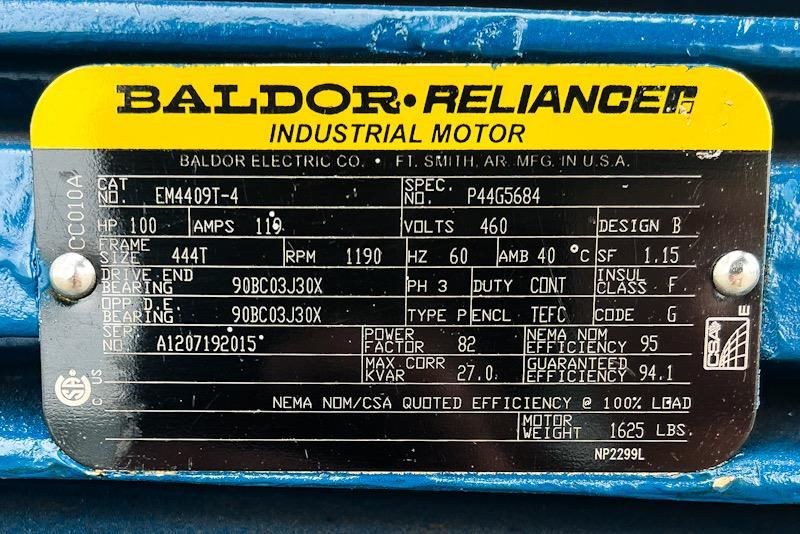 BALDOR • RELIANCE
INDUSTRIAL MOTOR
BALDOR ELECTRIC CO. • FT. SMITH, AR. MFG. IN U.S.A.
CC010A
CAT NO. EM4409T-4 SPEC. NO. P44G5684
HP 100 AMPS 119 VOLTS 460 DESIGN B
FRAME SIZE 444T RPM 1190 HZ 60 AMB 40 °C SF 1.15
DRIVE END BEARING 90BC03J30X PH 3 DUTY CONT INSUL CLASS F
OPP D.E. BEARING 90BC03J30X TYPE P ENCL TEFC CODE G
SER. NO. A1207192015 POWER FACTOR 82 NEMA NOM EFFICIENCY 95
MAX. CORR KVAR 27.0 GUARANTEED EFFICIENCY 94.1
NEMA NOM/CSA QUOTED EFFICIENCY @ 100% LOAD
MOTOR WEIGHT 1625 LBS.
NP2299L
C US
CSA
E